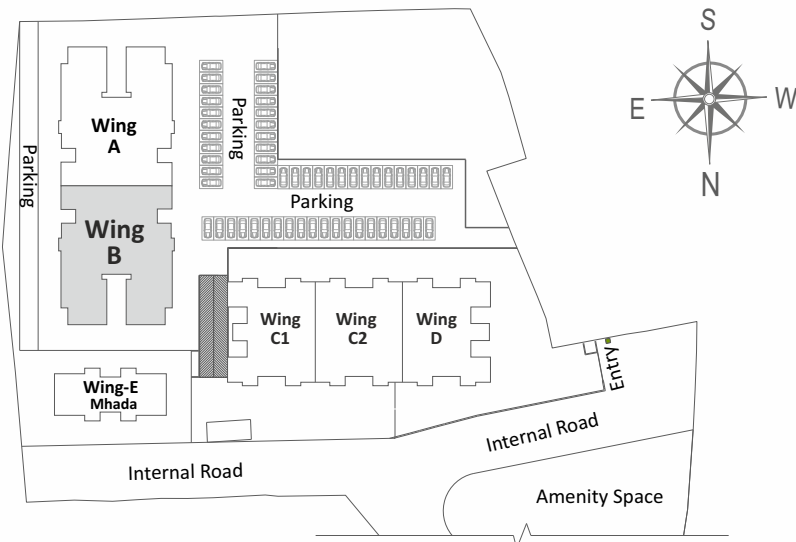 S
E
W
N
Wing
A
Parking
Parking
Parking
Wing
B
Wing
C1
Wing
C2
Wing
D
Entry
Wing-E
Mhada
Internal Road
Internal Road
Amenity Space